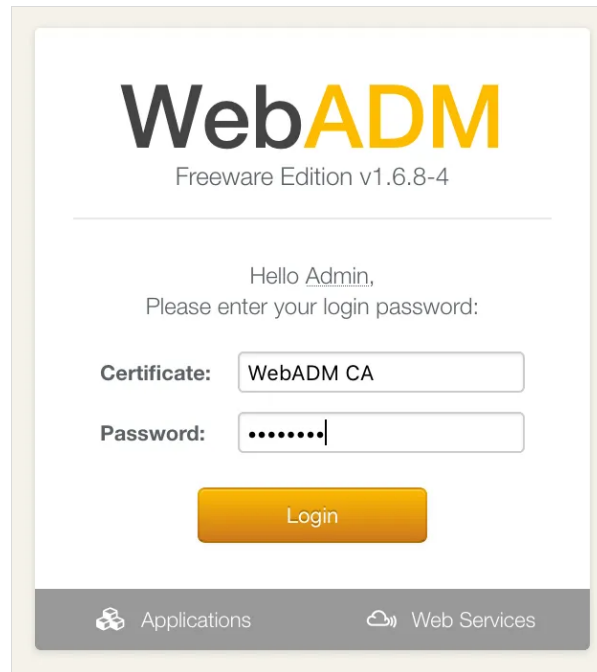 WebADM
Freeware Edition v1.6.8-4
Hello Admin,
Please enter your login password:
Certificate: WebADM CA
Password: ••••••••
Login
Applications Web Services